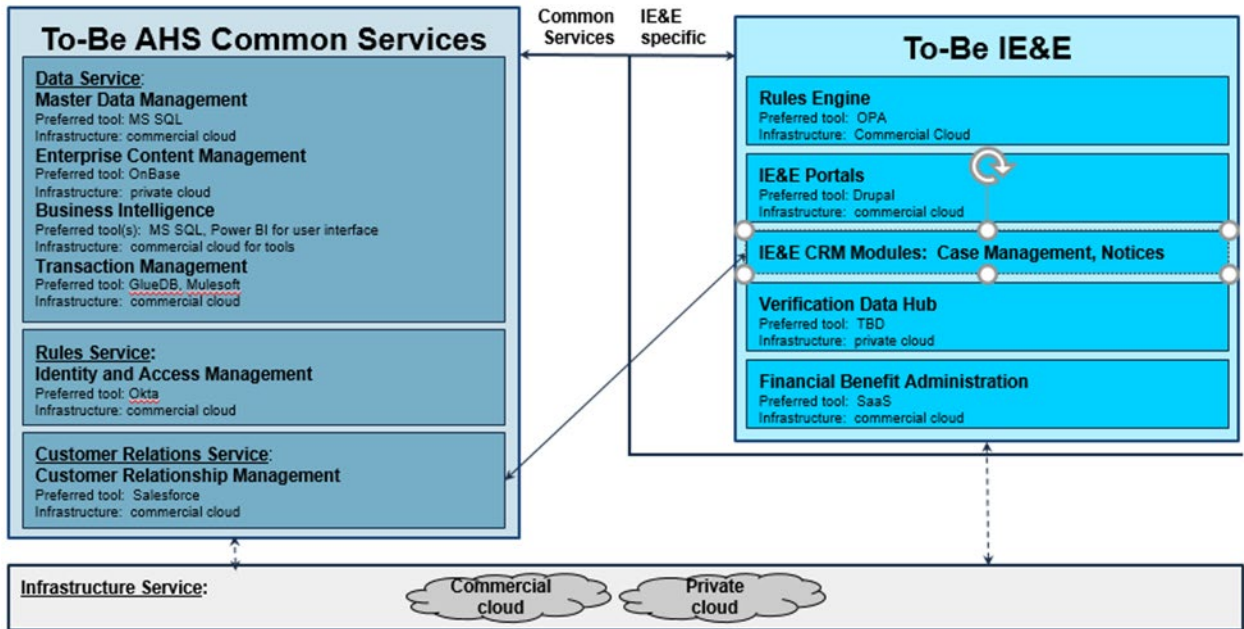 Common
Services
IE&E
specific
To-Be AHS Common Services
Data Service:
Master Data Management
Preferred tool: MS SQL
Infrastructure: commercial cloud
Enterprise Content Management
Preferred tool: OnBase
Infrastructure: private cloud
Business Intelligence
Preferred tool(s): MS SQL, Power BI for user interface
Infrastructure: commercial cloud for tools
Transaction Management
Preferred tool: GlueDB, Mulesoft
Infrastructure: commercial cloud
Rules Service:
Identity and Access Management
Preferred tool: Okta
Infrastructure: commercial cloud
Customer Relations Service:
Customer Relationship Management
Preferred tool: Salesforce
Infrastructure: commercial cloud
To-Be IE&E
Rules Engine
Preferred tool: OPA
Infrastructure: Commercial Cloud
IE&E Portals
Preferred tool: Drupal
Infrastructure: commercial cloud
IE&E CRM Modules: Case Management, Notices
Verification Data Hub
Preferred tool: TBD
Infrastructure: private cloud
Financial Benefit Administration
Preferred tool: SaaS
Infrastructure: commercial cloud
Infrastructure Service:
Commercial
cloud
Private
cloud